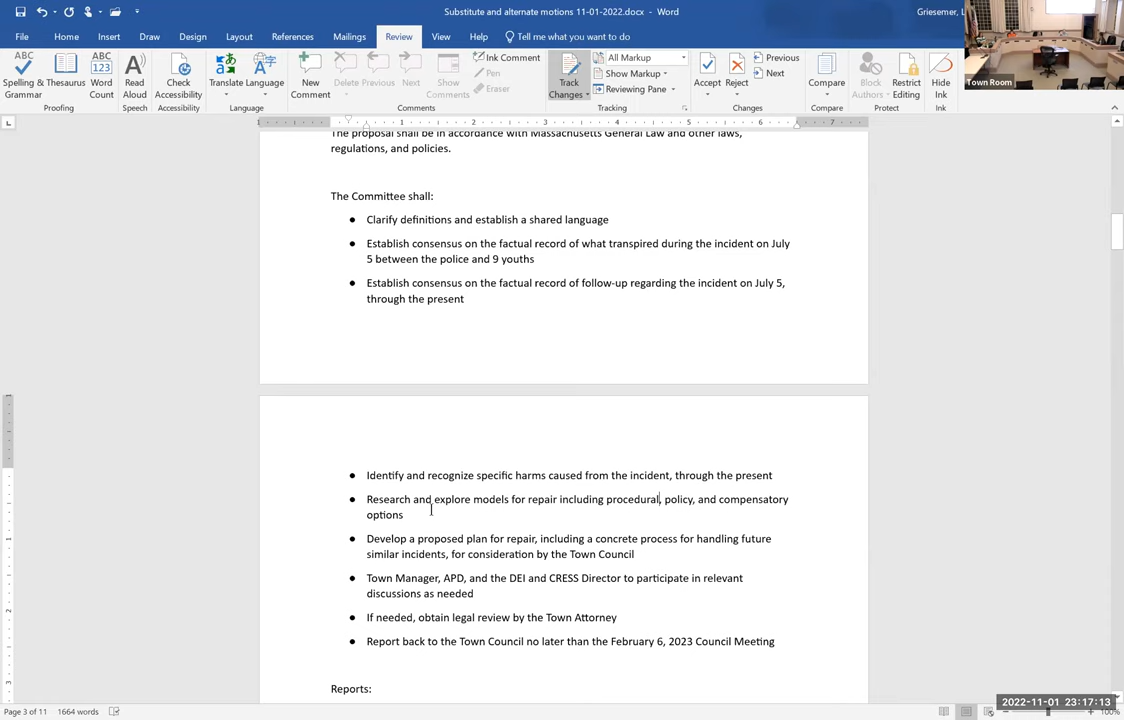 Substitute and alternate motions 11-01-2022.docx - Word
Griesemer, L
File Home Insert Draw Design Layout References Mailings Review View Help Tell me what you want to do
Town Room
Spelling & Grammar
Thesaurus
Word Count
Proofing
Read Aloud
Speech
Check Accessibility
Accessibility
Translate
Language
Language
New Comment
Delete
Previous
Next
Show Comments
Ink Comment
Pen
Eraser
Comments
Track Changes
All Markup
Show Markup
Reviewing Pane
Tracking
Accept
Reject
Previous
Next
Changes
Compare
Compare
Block Authors
Restrict Editing
Protect
Hide Ink
Ink
1 2 3 4 5 6 7
The proposal shall be in accordance with Massachusetts General Law and other laws,
regulations, and policies.
The Committee shall:
● Clarify definitions and establish a shared language
● Establish consensus on the factual record of what transpired during the incident on July
5 between the police and 9 youths
● Establish consensus on the factual record of follow-up regarding the incident on July 5,
through the present
● Identify and recognize specific harms caused from the incident, through the present
● Research and explore models for repair including procedural, policy, and compensatory
options
● Develop a proposed plan for repair, including a concrete process for handling future
similar incidents, for consideration by the Town Council
● Town Manager, APD, and the DEI and CRESS Director to participate in relevant
discussions as needed
● If needed, obtain legal review by the Town Attorney
● Report back to the Town Council no later than the February 6, 2023 Council Meeting
Reports:
Page 3 of 11 1664 words
2022-11-01 23:17:13
100%